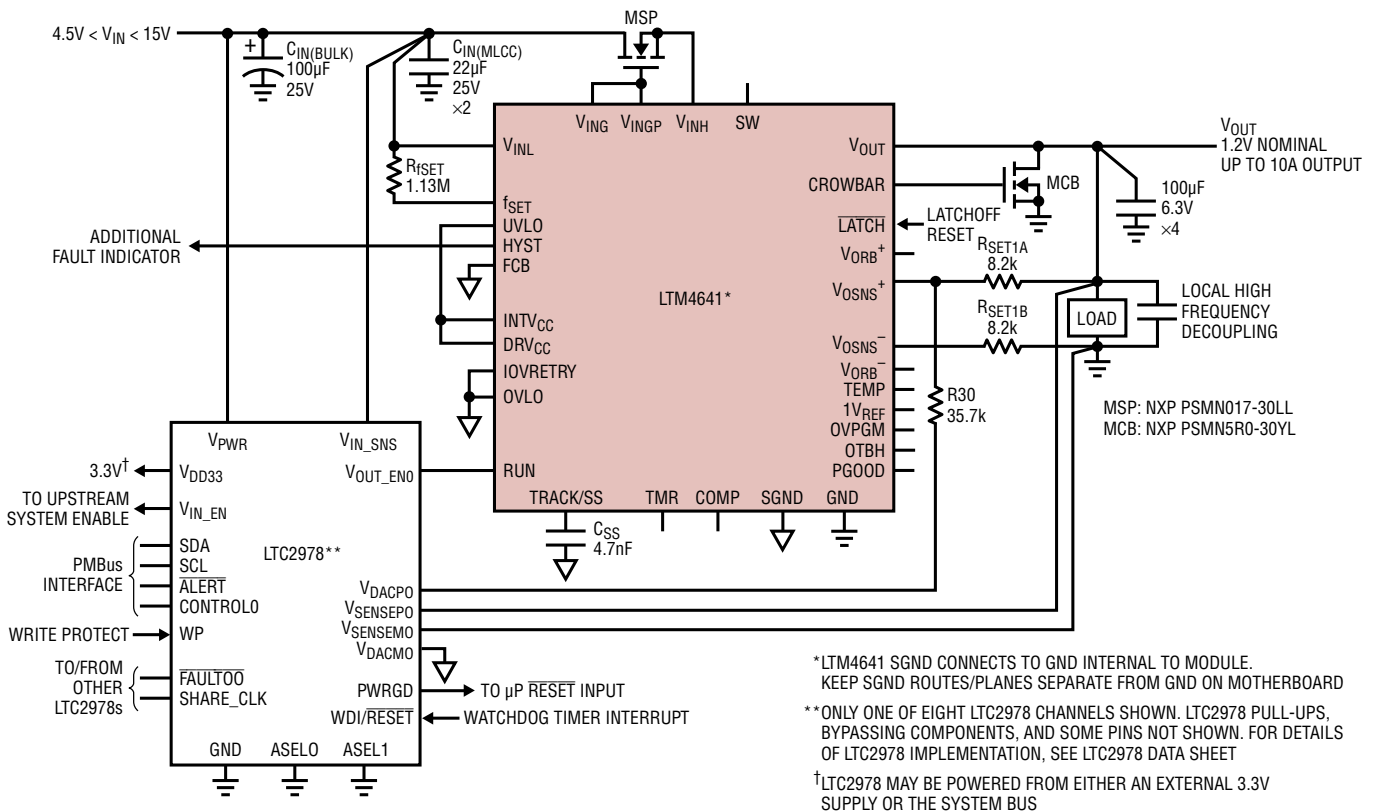 4.5V < VIN < 15V
+
CIN(BULK)
100µF
25V
CIN(MLCC)
22µF
25V
×2
MSP
VING
VINGP
VINH
SW
VINL
RfSET
1.13M
fSET
UVLO
HYST
FCB
INTVCC
DRVCC
IOVRETRY
OVLO
RUN
ADDITIONAL
FAULT INDICATOR
LTM4641*
VOUT
CROWBAR
LATCH
VORB+
VOSNS+
VOSNS–
VORB–
TEMP
1VREF
OVPGM
OTBH
PGOOD
TRACK/SS
TMR
COMP
SGND
GND
CSS
4.7nF
MCB
LATCHOFF
RESET
VOUT
1.2V NOMINAL
UP TO 10A OUTPUT
100µF
6.3V
×4
RSET1A
8.2k
RSET1B
8.2k
LOAD
LOCAL HIGH
FREQUENCY
DECOUPLING
R30
35.7k
MSP: NXP PSMN017-30LL
MCB: NXP PSMN5R0-30YL
VPWR
VIN_SNS
3.3V†
VDD33
VOUT_EN0
TO UPSTREAM
SYSTEM ENABLE
VIN_EN
LTC2978**
PMBus
INTERFACE
SDA
SCL
ALERT
CONTROL0
WRITE PROTECT
WP
TO/FROM
OTHER
LTC2978s
FAULTOO
SHARE_CLK
VDACPO
VSENSEPO
VSENSEMO
VDACMO
PWRGD
TO µP RESET INPUT
WDI/RESET
WATCHDOG TIMER INTERRUPT
GND
ASEL0
ASEL1
*LTM4641 SGND CONNECTS TO GND INTERNAL TO MODULE.
KEEP SGND ROUTES/PLANES SEPARATE FROM GND ON MOTHERBOARD
**ONLY ONE OF EIGHT LTC2978 CHANNELS SHOWN. LTC2978 PULL-UPS,
BYPASSING COMPONENTS, AND SOME PINS NOT SHOWN. FOR DETAILS
OF LTC2978 IMPLEMENTATION, SEE LTC2978 DATA SHEET
†LTC2978 MAY BE POWERED FROM EITHER AN EXTERNAL 3.3V
SUPPLY OR THE SYSTEM BUS